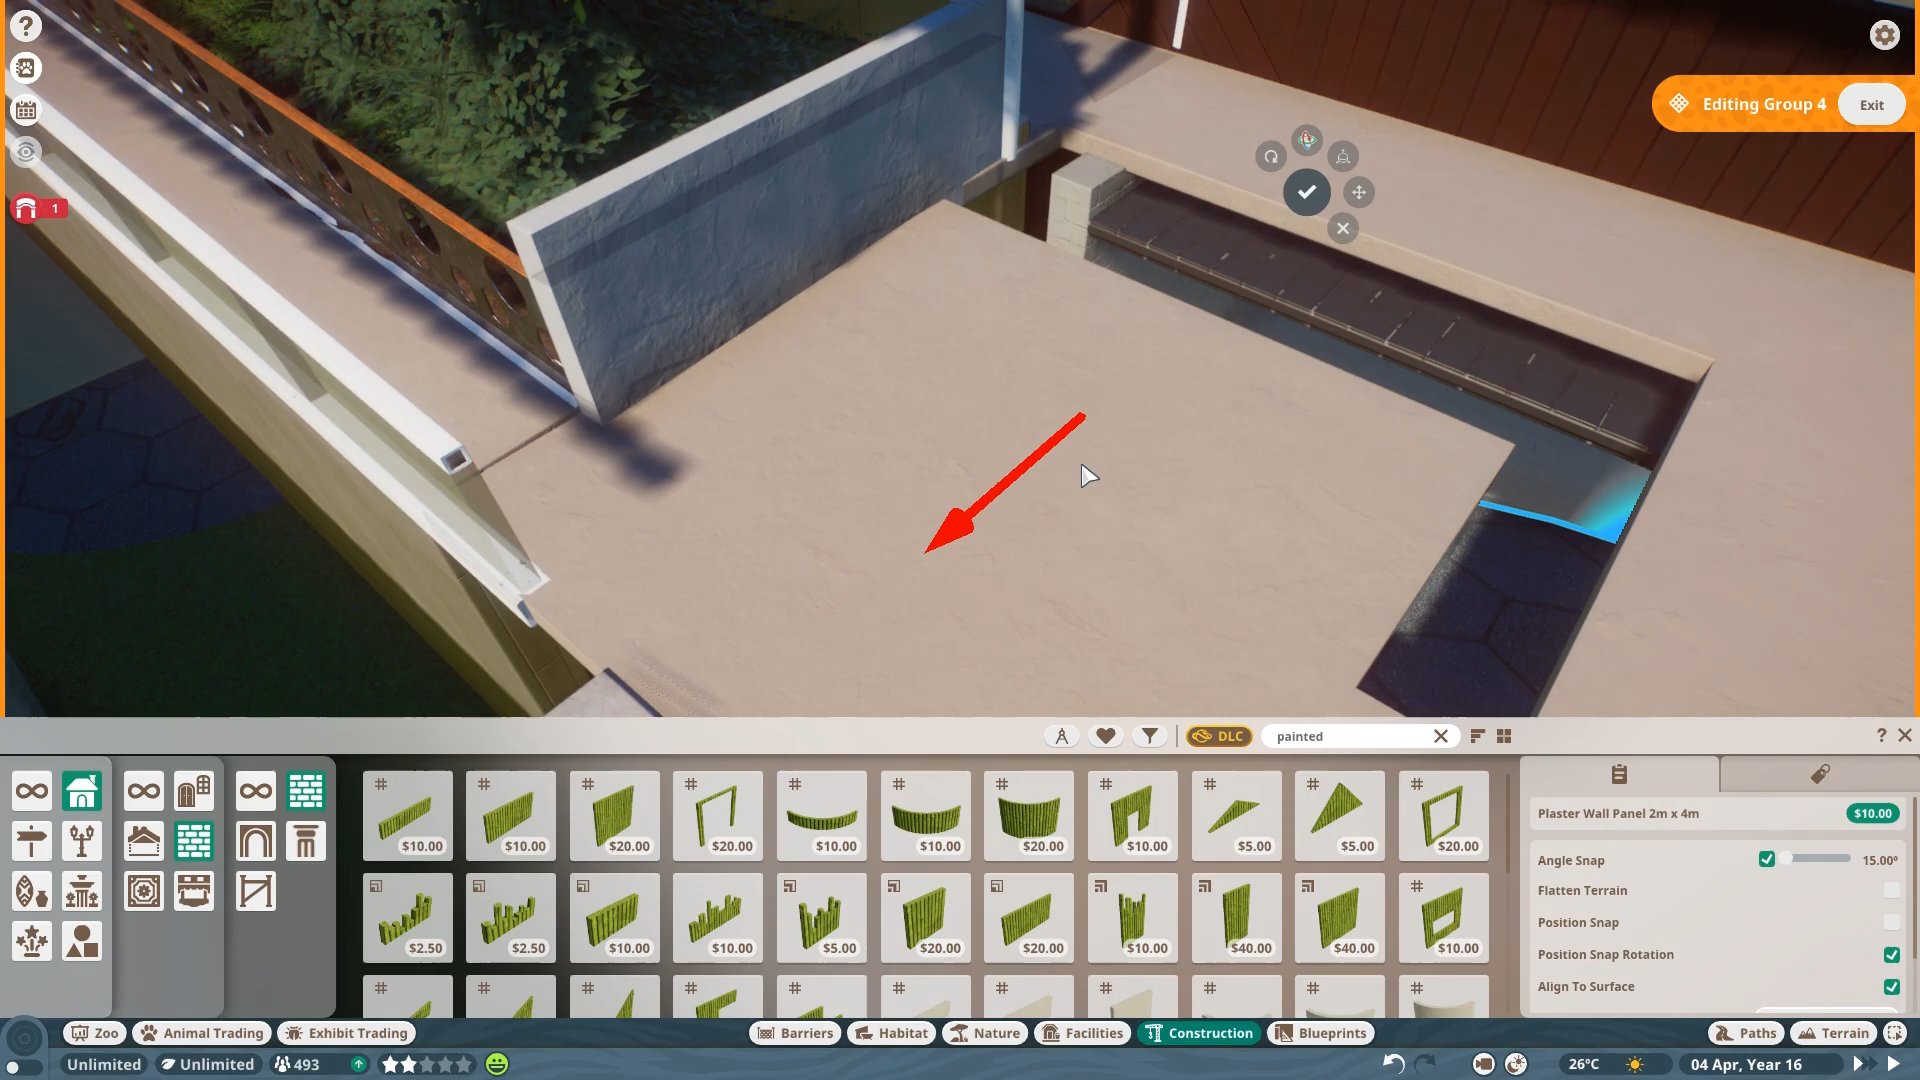 ?
Editing Group 4
Exit
1
DLC
painted
?
$10.00
$10.00
$20.00
$20.00
$10.00
$10.00
$20.00
$10.00
$5.00
$5.00
$20.00
$2.50
$2.50
$10.00
$10.00
$5.00
$20.00
$20.00
$10.00
$40.00
$40.00
$10.00
Plaster Wall Panel 2m x 4m
$10.00
Angle Snap
15.00°
Flatten Terrain
Position Snap
Position Snap Rotation
Align To Surface
Zoo
Animal Trading
Exhibit Trading
Barriers
Habitat
Nature
Facilities
Construction
Blueprints
Paths
Terrain
Unlimited
Unlimited
493
26°C
04 Apr, Year 16